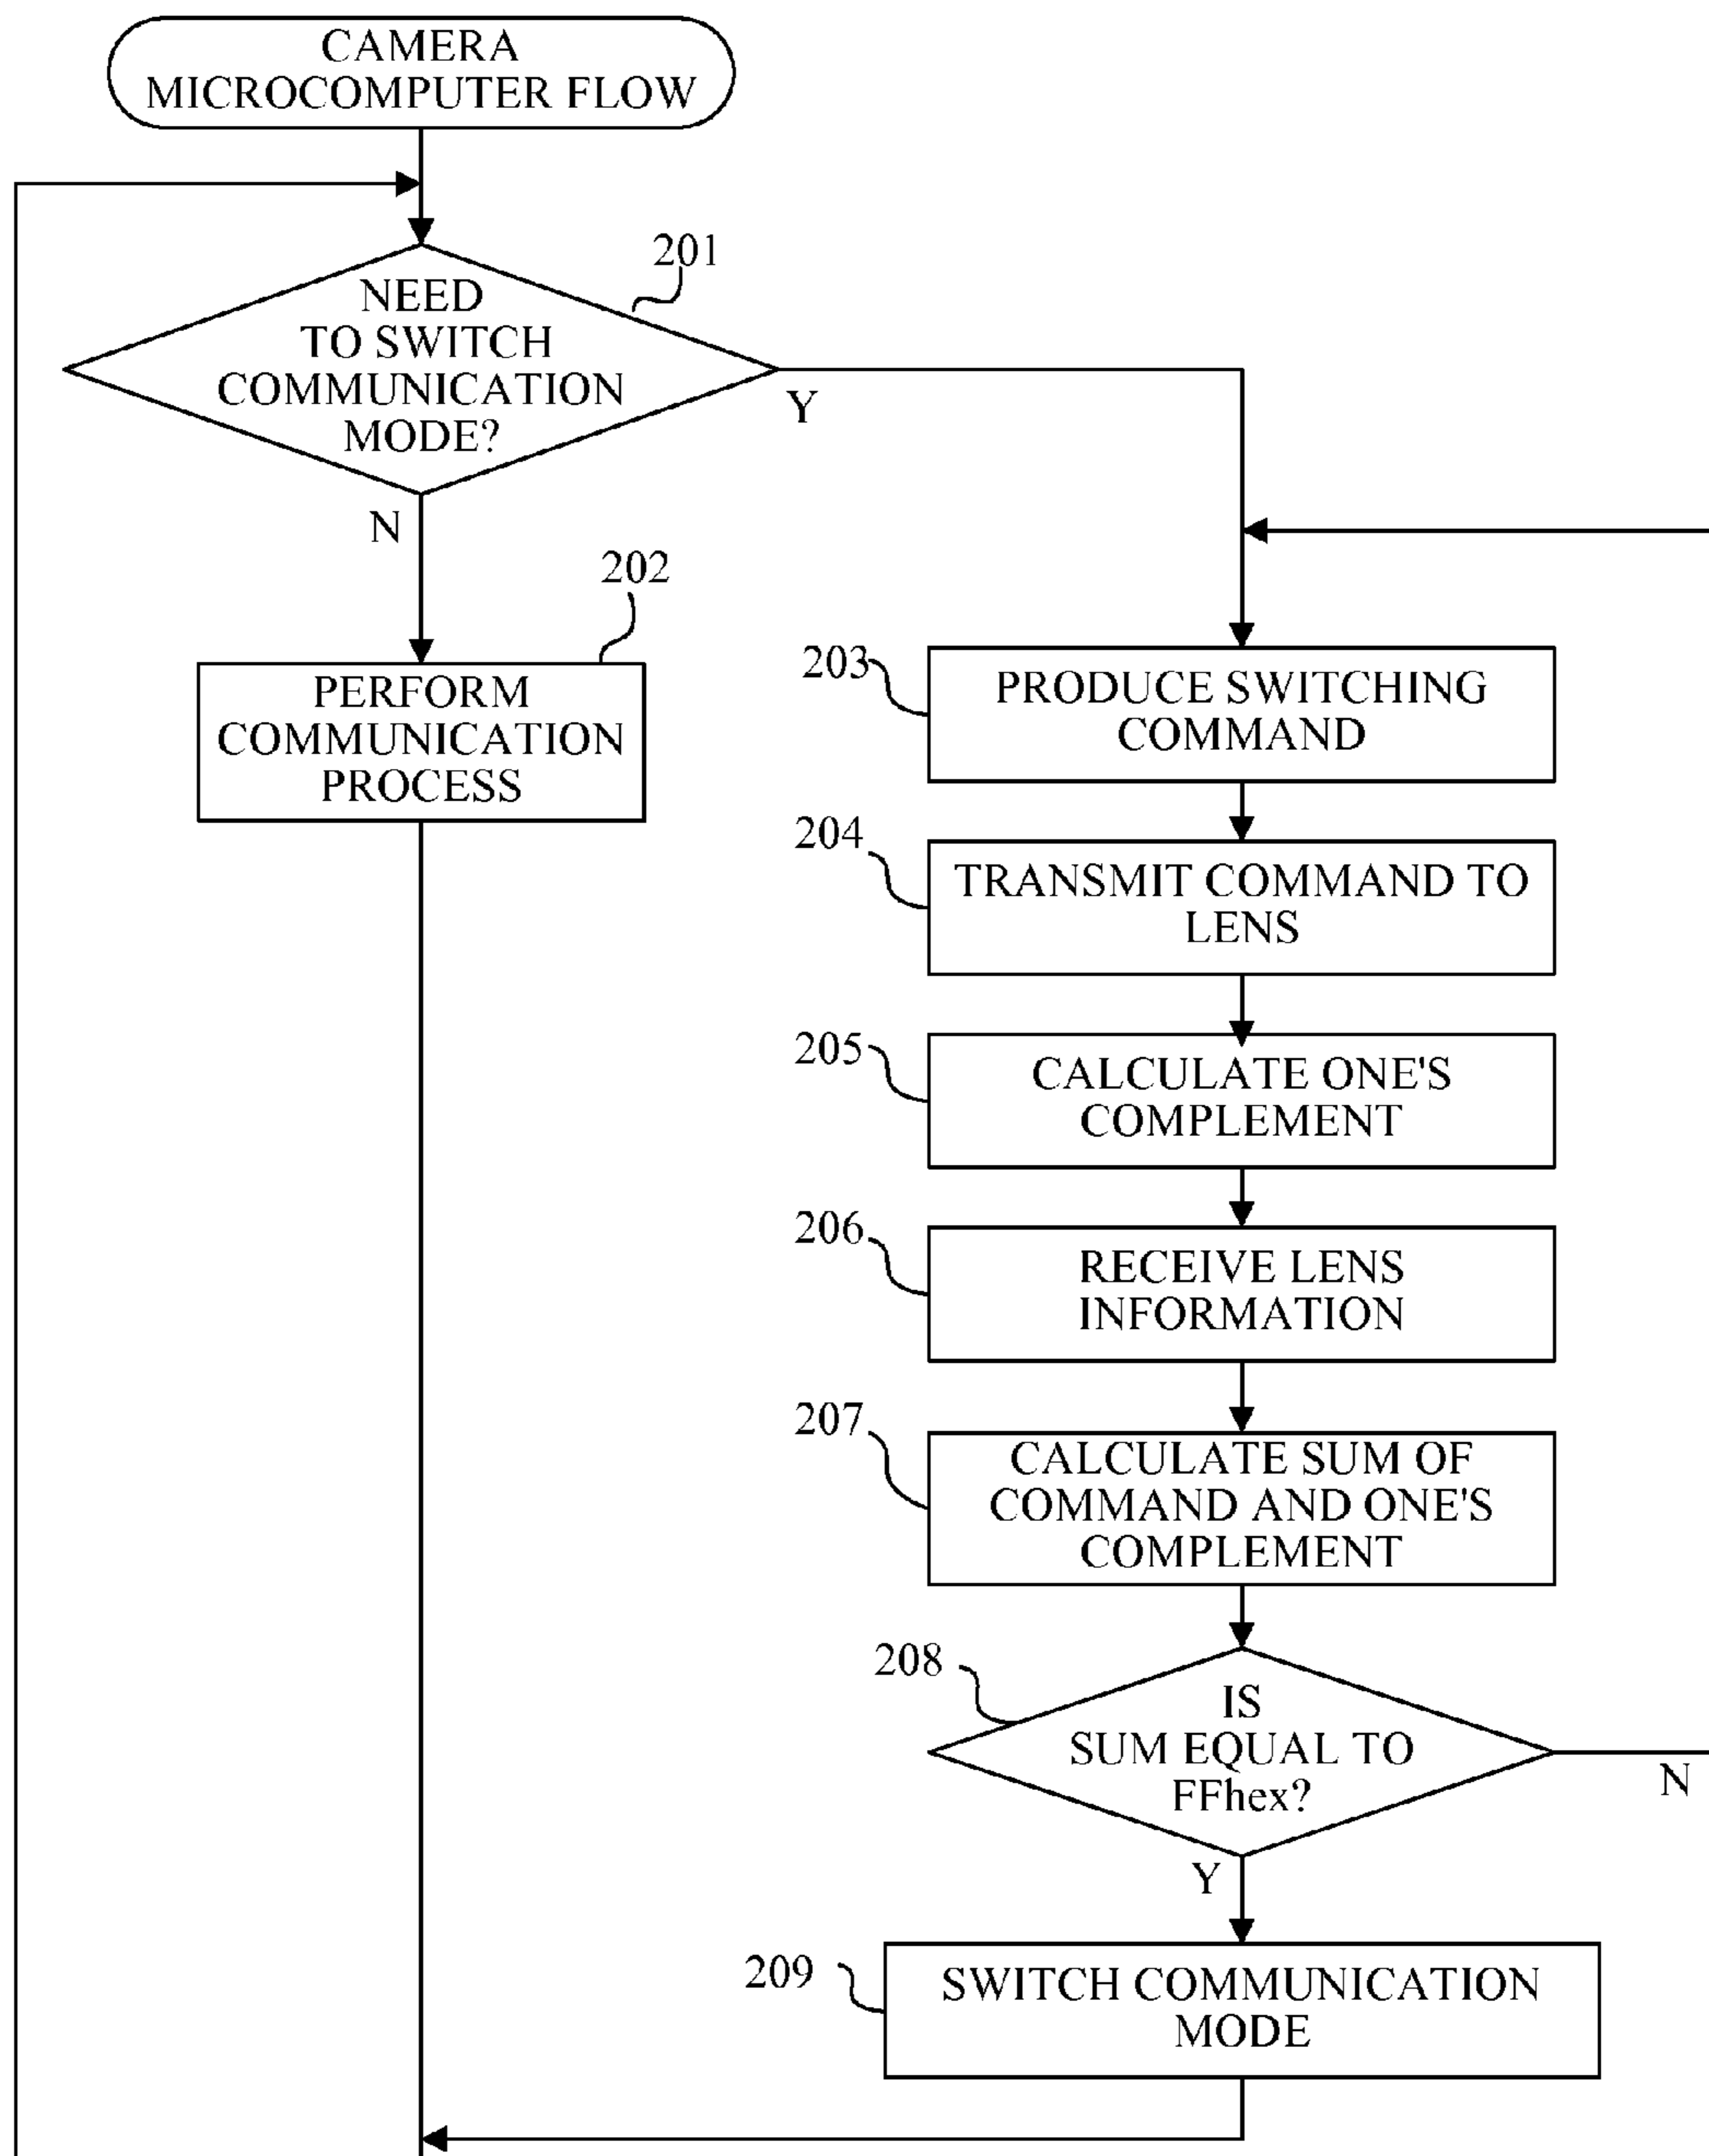 CAMERA
MICROCOMPUTER FLOW
201
NEED
TO SWITCH
COMMUNICATION
MODE?
Y
N
202
PERFORM
COMMUNICATION
PROCESS
203
PRODUCE SWITCHING
COMMAND
204
TRANSMIT COMMAND TO
LENS
205
CALCULATE ONE'S
COMPLEMENT
206
RECEIVE LENS
INFORMATION
207
CALCULATE SUM OF
COMMAND AND ONE'S
COMPLEMENT
208
IS
SUM EQUAL TO
FFhex?
N
Y
209
SWITCH COMMUNICATION
MODE